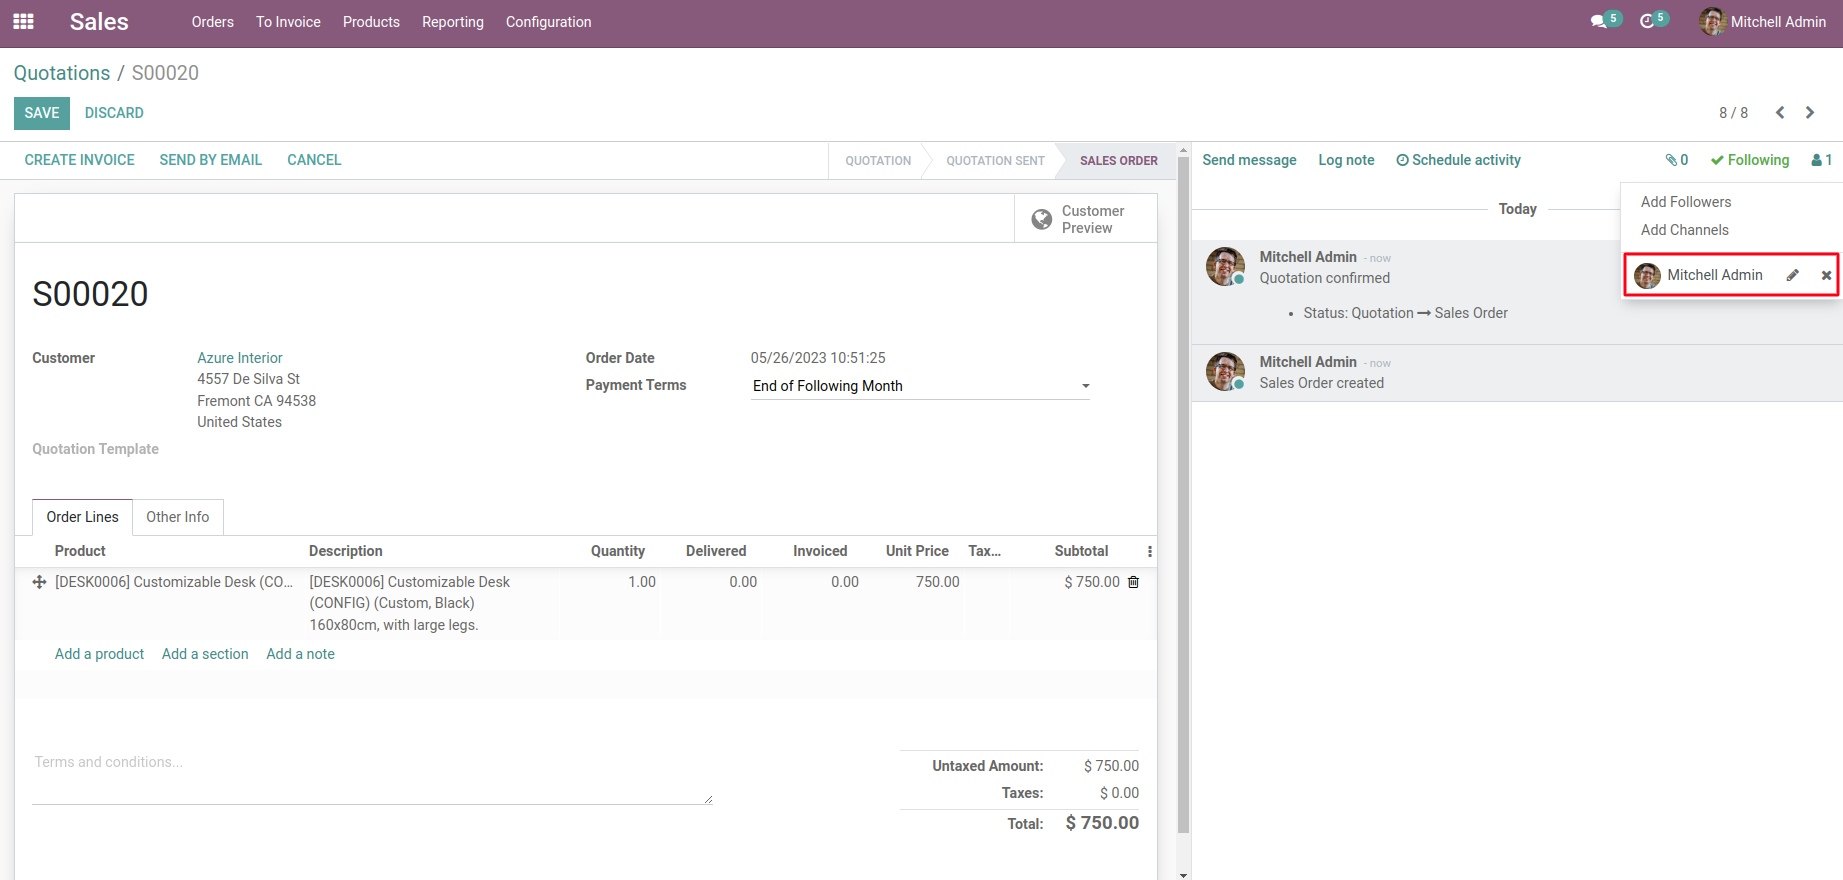 Sales Orders To Invoice Products Reporting Configuration 5 5 Mitchell Admin
Quotations / S00020
SAVE DISCARD 8 / 8
CREATE INVOICE SEND BY EMAIL CANCEL QUOTATION QUOTATION SENT SALES ORDER
Customer
Preview
S00020
Customer Azure Interior
4557 De Silva St
Fremont CA 94538
United States
Order Date 05/26/2023 10:51:25
Payment Terms End of Following Month
Quotation Template
Order Lines Other Info
Product Description Quantity Delivered Invoiced Unit Price Tax... Subtotal
[DESK0006] Customizable Desk (CO... [DESK0006] Customizable Desk 1.00 0.00 0.00 750.00 $ 750.00
(CONFIG) (Custom, Black)
160x80cm, with large legs.
Add a product Add a section Add a note
Terms and conditions...
Untaxed Amount: $ 750.00
Taxes: $ 0.00
Total: $ 750.00
Send message Log note Schedule activity 0 Following 1
Add Followers
Add Channels
Mitchell Admin
Today
Mitchell Admin - now
Quotation confirmed
• Status: Quotation → Sales Order
Mitchell Admin - now
Sales Order created